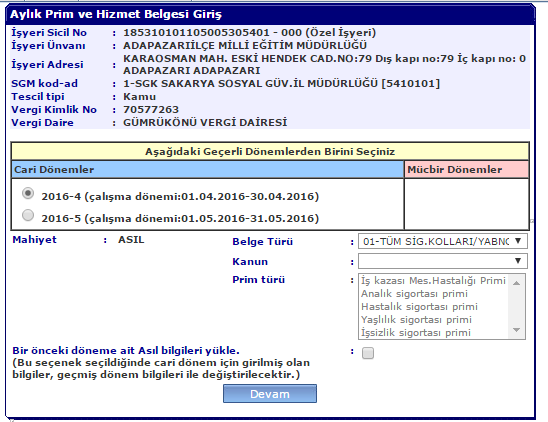 Aylık Prim ve Hizmet Belgesi Giriş
İşyeri Sicil No : 185310101105005305401 - 000 (Özel İşyeri)
İşyeri Ünvanı : ADAPAZARIİLÇE MİLLİ EĞİTİM MÜDÜRLÜĞÜ
İşyeri Adresi : KARAOSMAN MAH. ESKİ HENDEK CAD.NO:79 Dış kapı no:79 İç kapı no: 0
ADAPAZARI ADAPAZARI
SGM kod-ad : 1-SGK SAKARYA SOSYAL GÜV.İL MÜDÜRLÜĞÜ [5410101]
Tescil tipi : Kamu
Vergi Kimlik No : 70577263
Vergi Daire : GÜMRÜKÖNÜ VERGİ DAİRESİ
Aşağıdaki Geçerli Dönemlerden Birini Seçiniz
Cari Dönemler Mücbir Dönemler
2016-4 (çalışma dönemi:01.04.2016-30.04.2016)
2016-5 (çalışma dönemi:01.05.2016-31.05.2016)
Mahiyet : ASIL Belge Türü : 01-TÜM SİG.KOLLARI/YABNC
Kanun :
Prim türü : İş kazası Mes.Hastalığı Primi
Analık sigortası primi
Hastalık sigortası primi
Yaşlılık sigortası primi
İşsizlik sigortası primi
Bir önceki döneme ait Asıl bilgileri yükle. :
(Bu seçenek seçildiğinde cari dönem için girilmiş olan
bilgiler, geçmiş dönem bilgileri ile değiştirilecektir.)
Devam